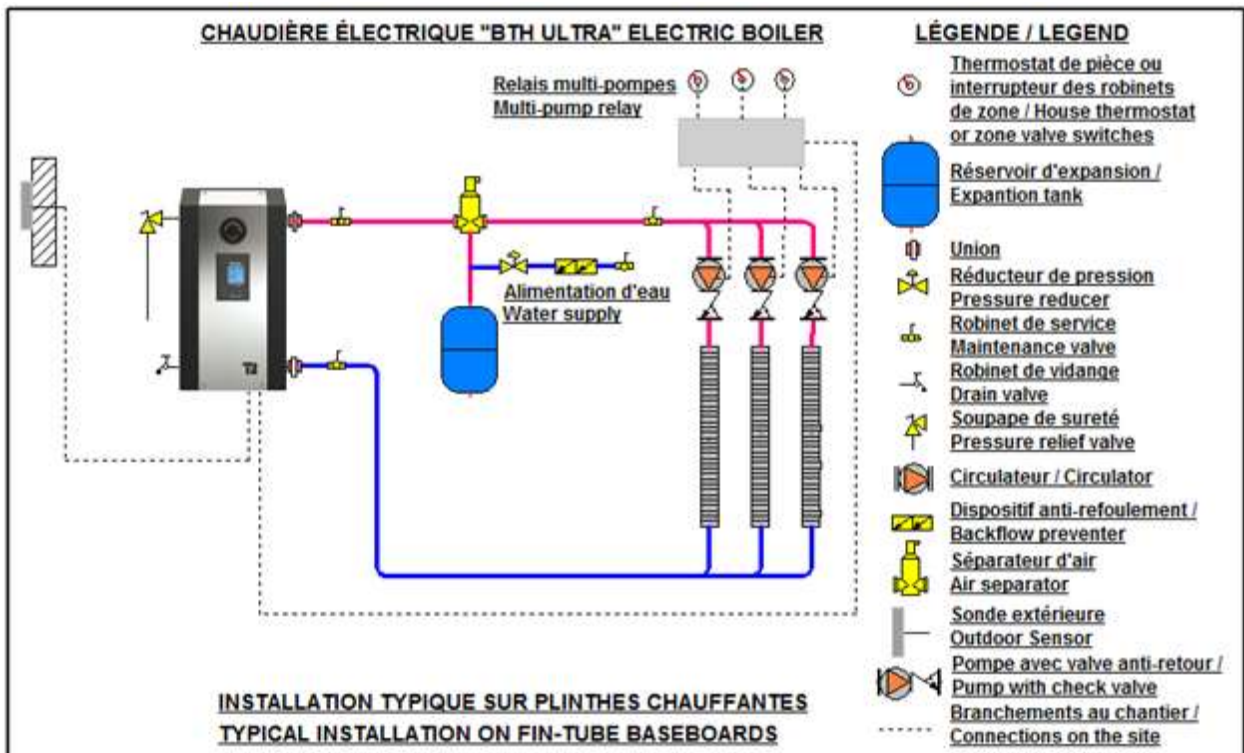 CHAUDIÈRE ÉLECTRIQUE "BTH ULTRA" ELECTRIC BOILER
Relais multi-pompes
Multi-pump relay
Alimentation d'eau
Water supply
T2
INSTALLATION TYPIQUE SUR PLINTHES CHAUFFANTES
TYPICAL INSTALLATION ON FIN-TUBE BASEBOARDS
LÉGENDE / LEGEND
Thermostat de pièce ou
interrupteur des robinets
de zone / House thermostat
or zone valve switches
Réservoir d'expansion /
Expantion tank
Union
Réducteur de pression
Pressure reducer
Robinet de service
Maintenance valve
Robinet de vidange
Drain valve
Soupape de sureté
Pressure relief valve
Circulateur / Circulator
Dispositif anti-refoulement /
Backflow preventer
Séparateur d'air
Air separator
Sonde extérieure
Outdoor Sensor
Pompe avec valve anti-retour /
Pump with check valve
Branchements au chantier /
Connections on the site